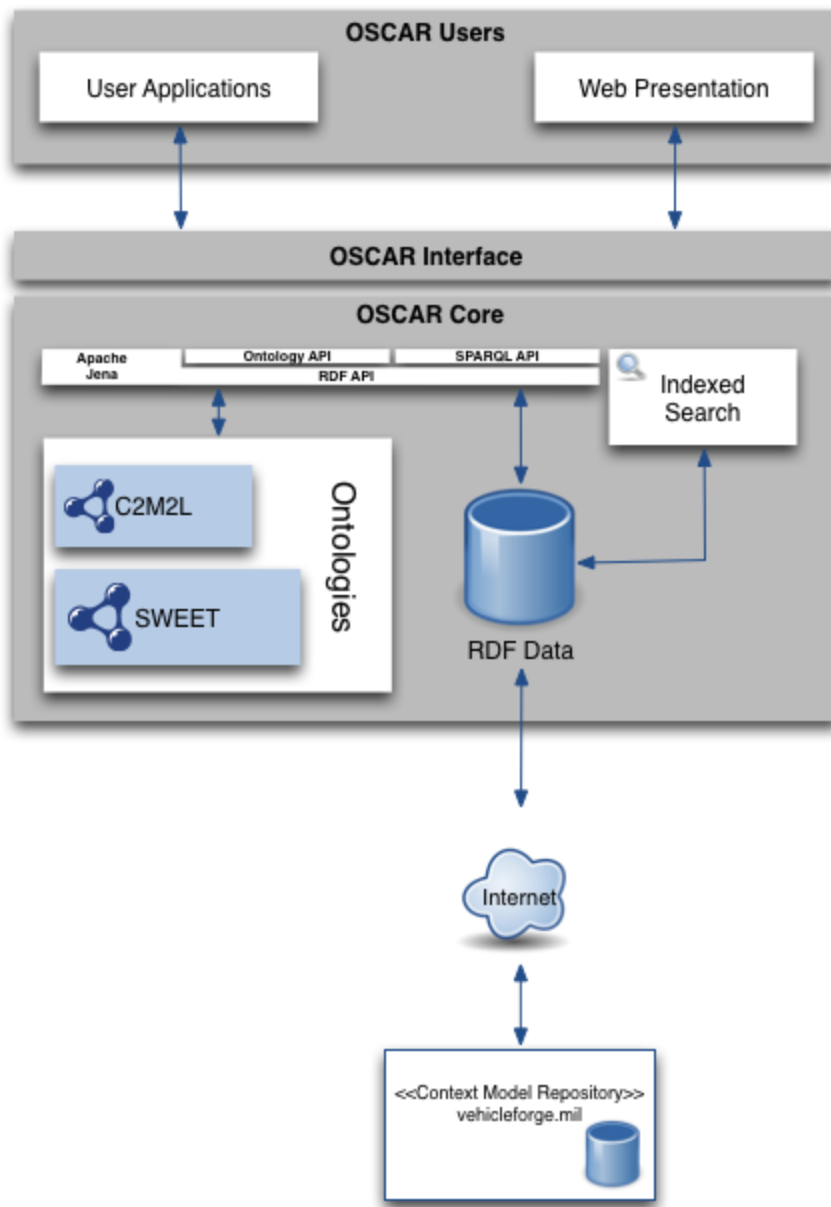 OSCAR Users
User Applications
Web Presentation
OSCAR Interface
OSCAR Core
Apache
Jena
Ontology API
SPARQL API
RDF API
Indexed
Search
C2M2L
SWEET
Ontologies
RDF Data
Internet
<<Context Model Repository>>
vehicleforge.mil